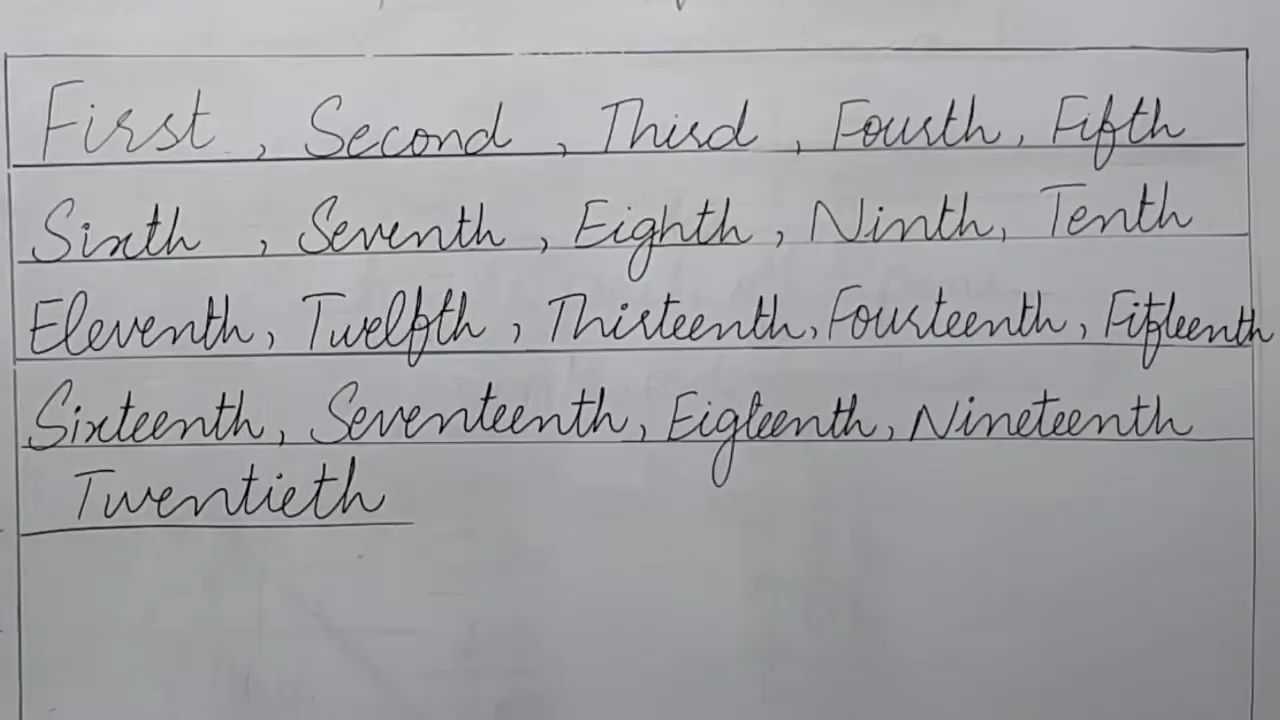 First , Second , Third , Fourth , Fifth
Sixth , Seventh , Eighth , Ninth , Tenth
Eleventh , Twelfth , Thirteenth , Fourteenth , Fifteenth
Sixteenth , Seventeenth , Eigteenth , Nineteenth
Twentieth